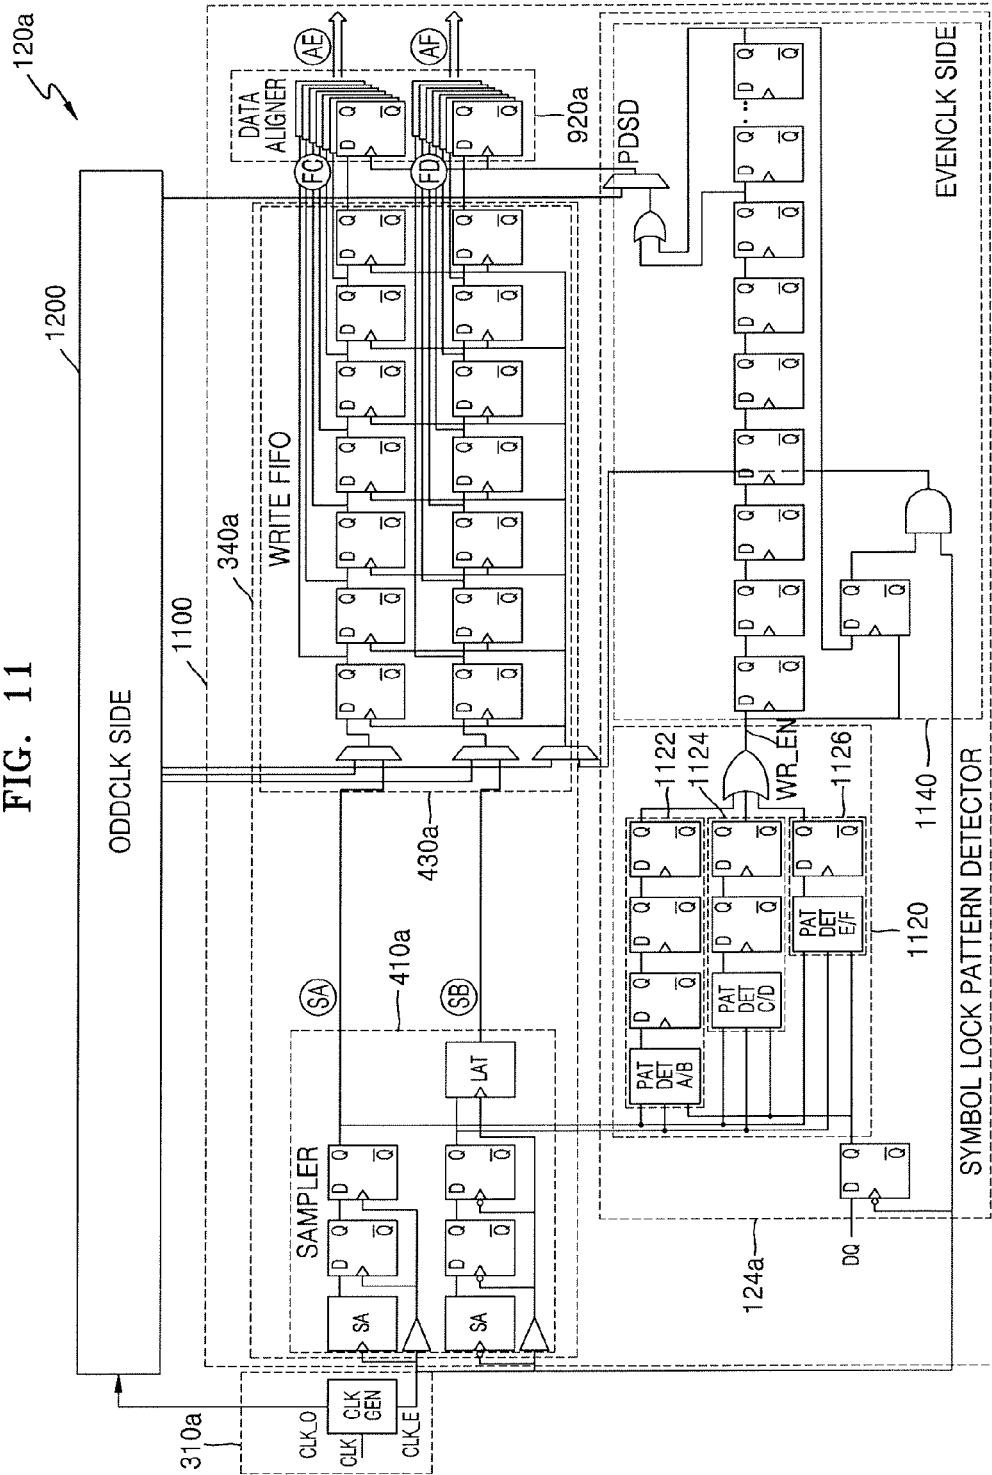 FIG. 11
120a
1200
ODDCLK SIDE
1100
340a
310a
CLK_O
CLK
CLK GEN
CLK_E
SAMPLER
410a
SA
D Q Q̄
D Q Q̄
SA
D Q Q̄
D Q Q̄
LAT
SA
SB
430a
WRITE FIFO
D Q Q̄
D Q Q̄
D Q Q̄
D Q Q̄
D Q Q̄
D Q Q̄
D Q Q̄
D Q Q̄
D Q Q̄
D Q Q̄
D Q Q̄
D Q Q̄
D Q Q̄
D Q Q̄
FC
FD
DATA
ALIGNER
D Q Q̄
D Q Q̄
920a
AE
AF
PDSD
124a
DQ
D Q Q̄
PAT
DET
A/B
D Q Q̄
D Q Q̄
D Q Q̄
1122
PAT
DET
C/D
D Q Q̄
D Q Q̄
1124
PAT
DET
E/F
D Q Q̄
1126
1120
WR_EN
D Q Q̄
D Q Q̄
D Q Q̄
D Q Q̄
D Q Q̄
D Q Q̄
D Q Q̄
D Q Q̄
...
D Q Q̄
D Q Q̄
1140
EVENCLK SIDE
SYMBOL LOCK PATTERN DETECTOR